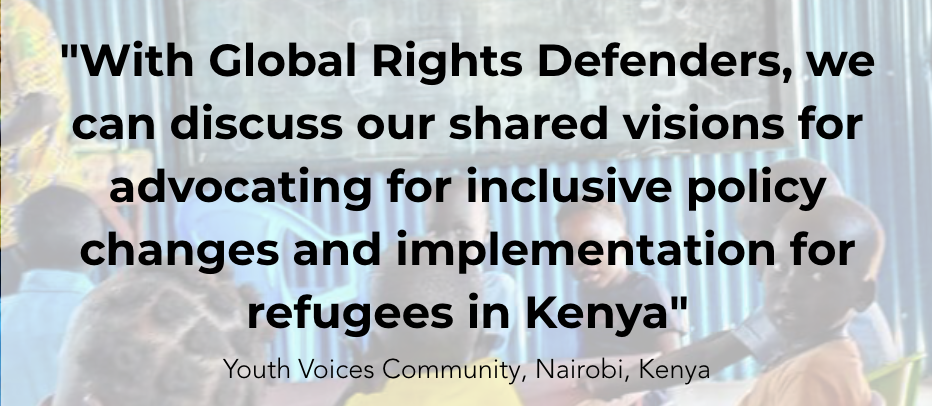 "With Global Rights Defenders, we
can discuss our shared visions for
advocating for inclusive policy
changes and implementation for
refugees in Kenya"
Youth Voices Community, Nairobi, Kenya